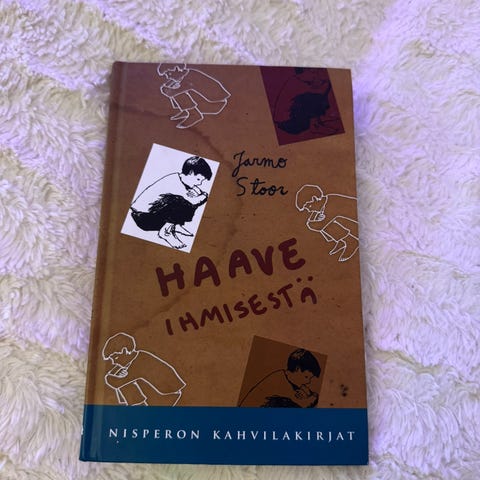 Jarmo
Stoor
HAAVE
IHMISESTÄ
NISPERON KAHVILAKIRJAT